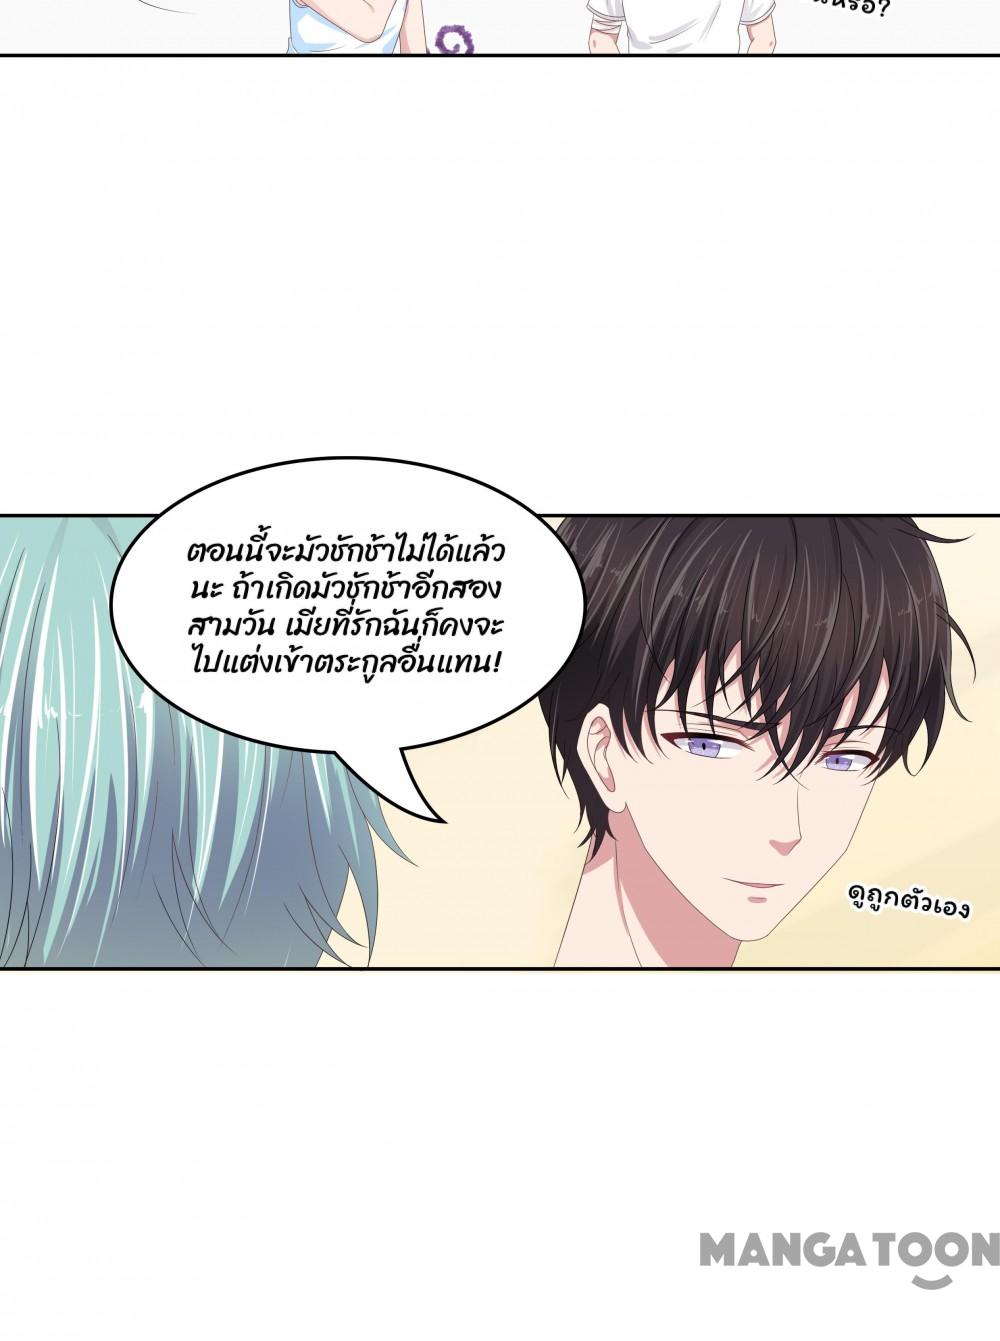 ตอนนี้จะมัวชักช้าไม่ได้แล้ว
นะ ถ้าเกิดมัวชักช้าอีกสอง
สามวัน เมียที่รักฉันก็คงจะ
ไปแต่งเข้าตระกูลอื่นแทน!
ดูถูกตัวเอง
MANGATOON